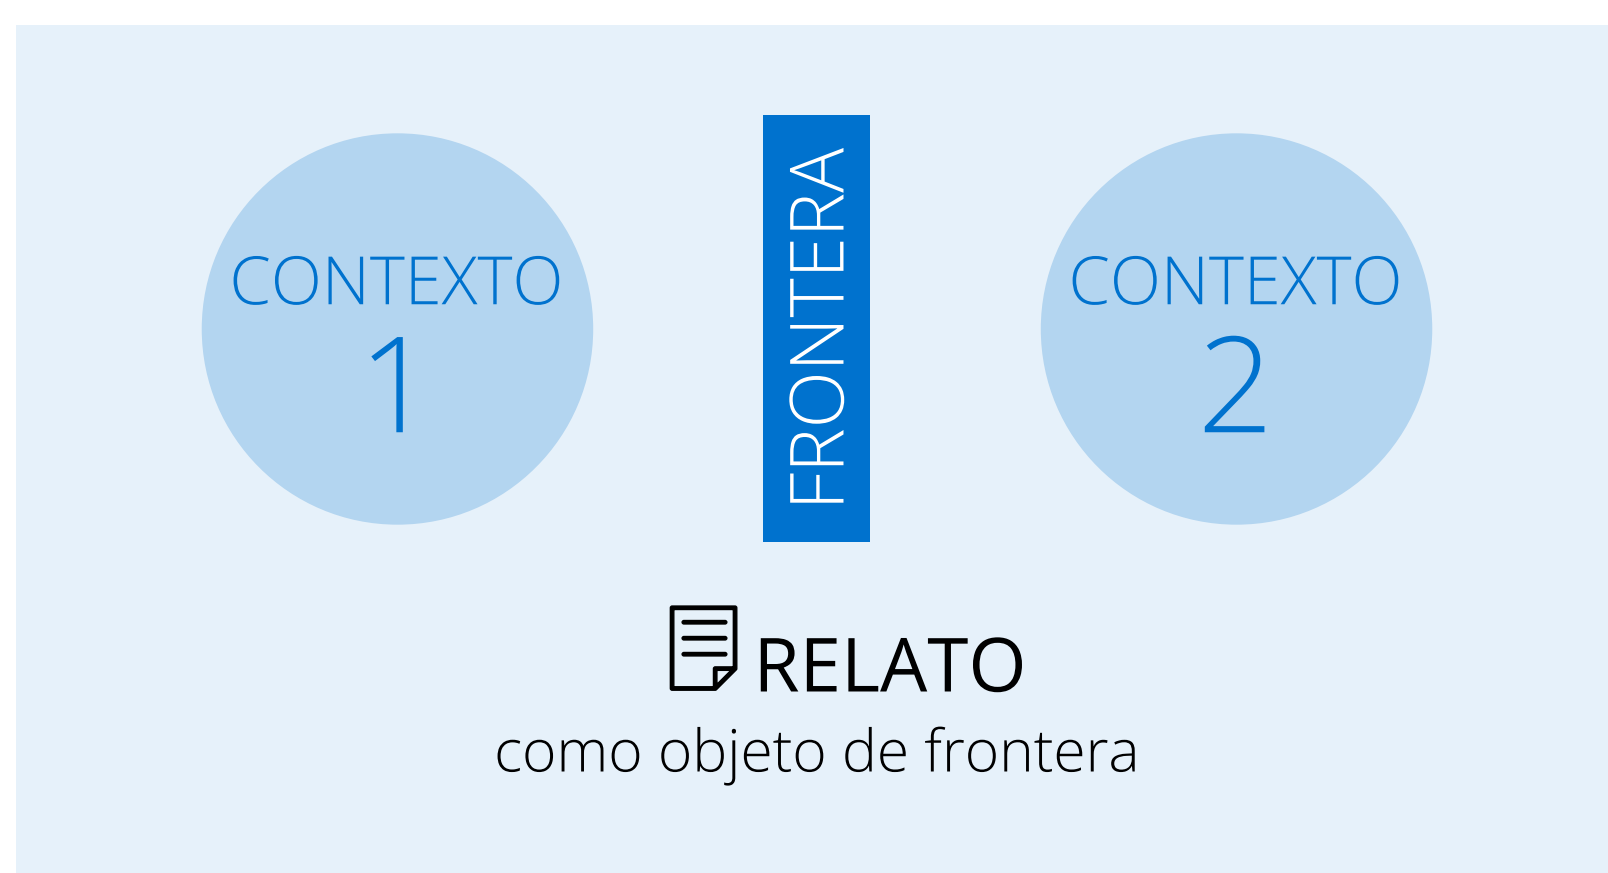 CONTEXTO
1
FRONTERA
CONTEXTO
2
RELATO
como objeto de frontera